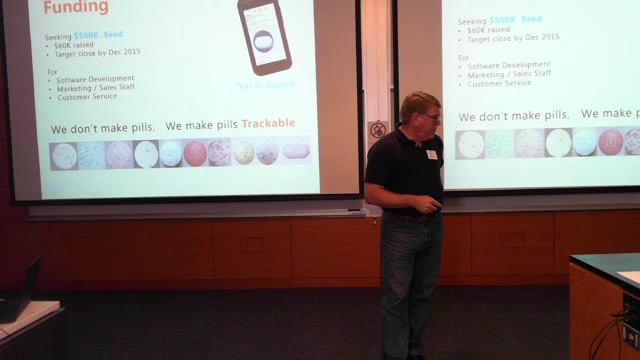 Funding
Seeking $500K Seed
• $60K raised
• Target close by Dec 2015
For
• Software Development
• Marketing / Sales Staff
• Customer Service
Text to Speech
We don't make pills, We make pills Trackable
Seeking $500K Seed
• $60K raised
• Target close by Dec 2015
For
• Software Development
• Marketing / Sales Staff
• Customer Service
We don't make pills, We make p